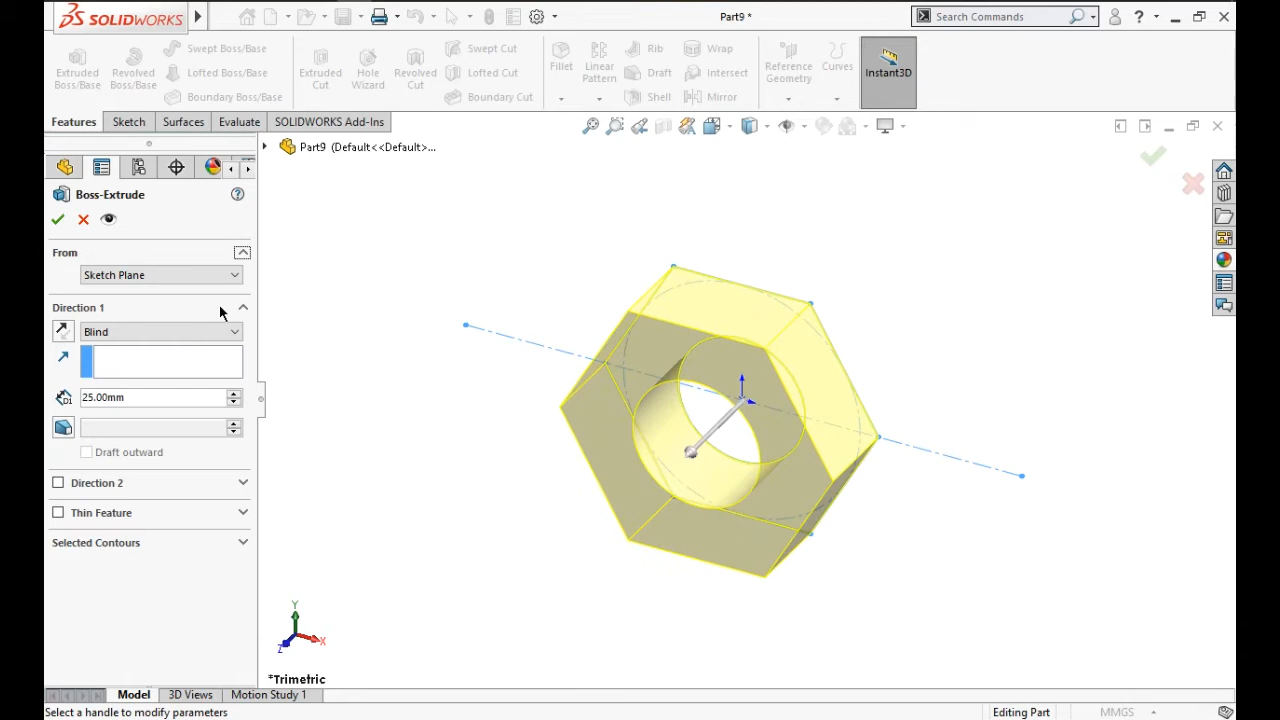 SOLIDWORKS
Part9 *
Search Commands
Extruded Boss/Base
Revolved Boss/Base
Swept Boss/Base
Lofted Boss/Base
Boundary Boss/Base
Extruded Cut
Hole Wizard
Revolved Cut
Swept Cut
Lofted Cut
Boundary Cut
Fillet
Linear Pattern
Rib
Draft
Shell
Wrap
Intersect
Mirror
Reference Geometry
Curves
Instant3D
Features
Sketch
Surfaces
Evaluate
SOLIDWORKS Add-Ins
Part9 (Default<<Default>...
Boss-Extrude
From
Sketch Plane
Direction 1
Blind
D1
25.00mm
Draft outward
Direction 2
Thin Feature
Selected Contours
Y
X
Z
*Trimetric
Model
3D Views
Motion Study 1
Select a handle to modify parameters
Editing Part
MMGS